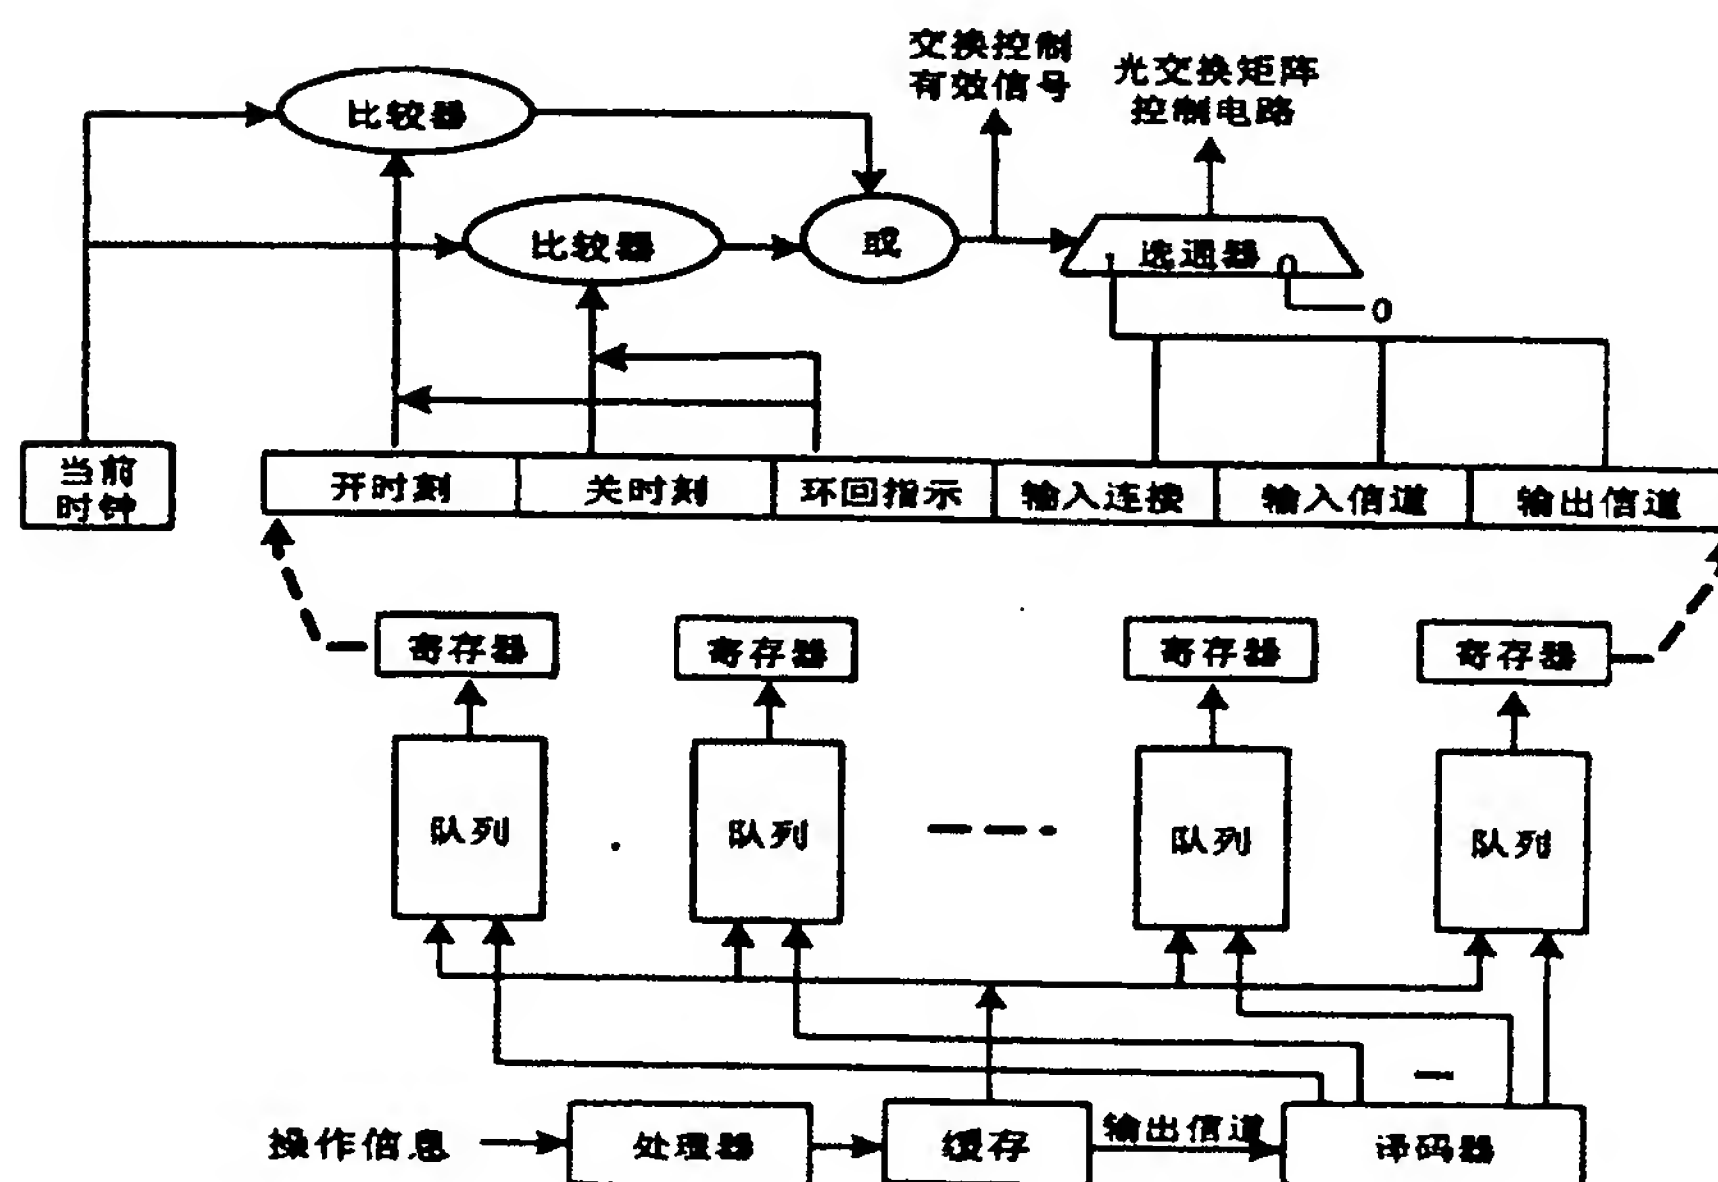 交换控制
有效信号
光交换矩阵
控制电路
比较器
比较器
或
1 选通器 0
0
当前
时钟
开时刻 关时刻 环回指示 输入连接 输入信道 输出信道
寄存器 寄存器 寄存器 寄存器
队列 队列 队列 队列
操作信息 处理器 缓存 输出信道 译码器